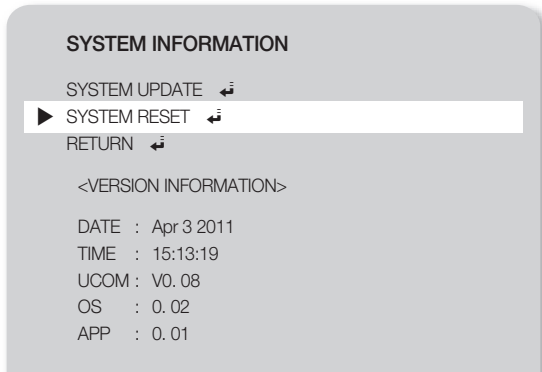 SYSTEM INFORMATION
SYSTEM UPDATE ↲
▶ SYSTEM RESET ↲
RETURN ↲
<VERSION INFORMATION>
DATE : Apr 3 2011
TIME : 15:13:19
UCOM : V0. 08
OS : 0. 02
APP : 0. 01